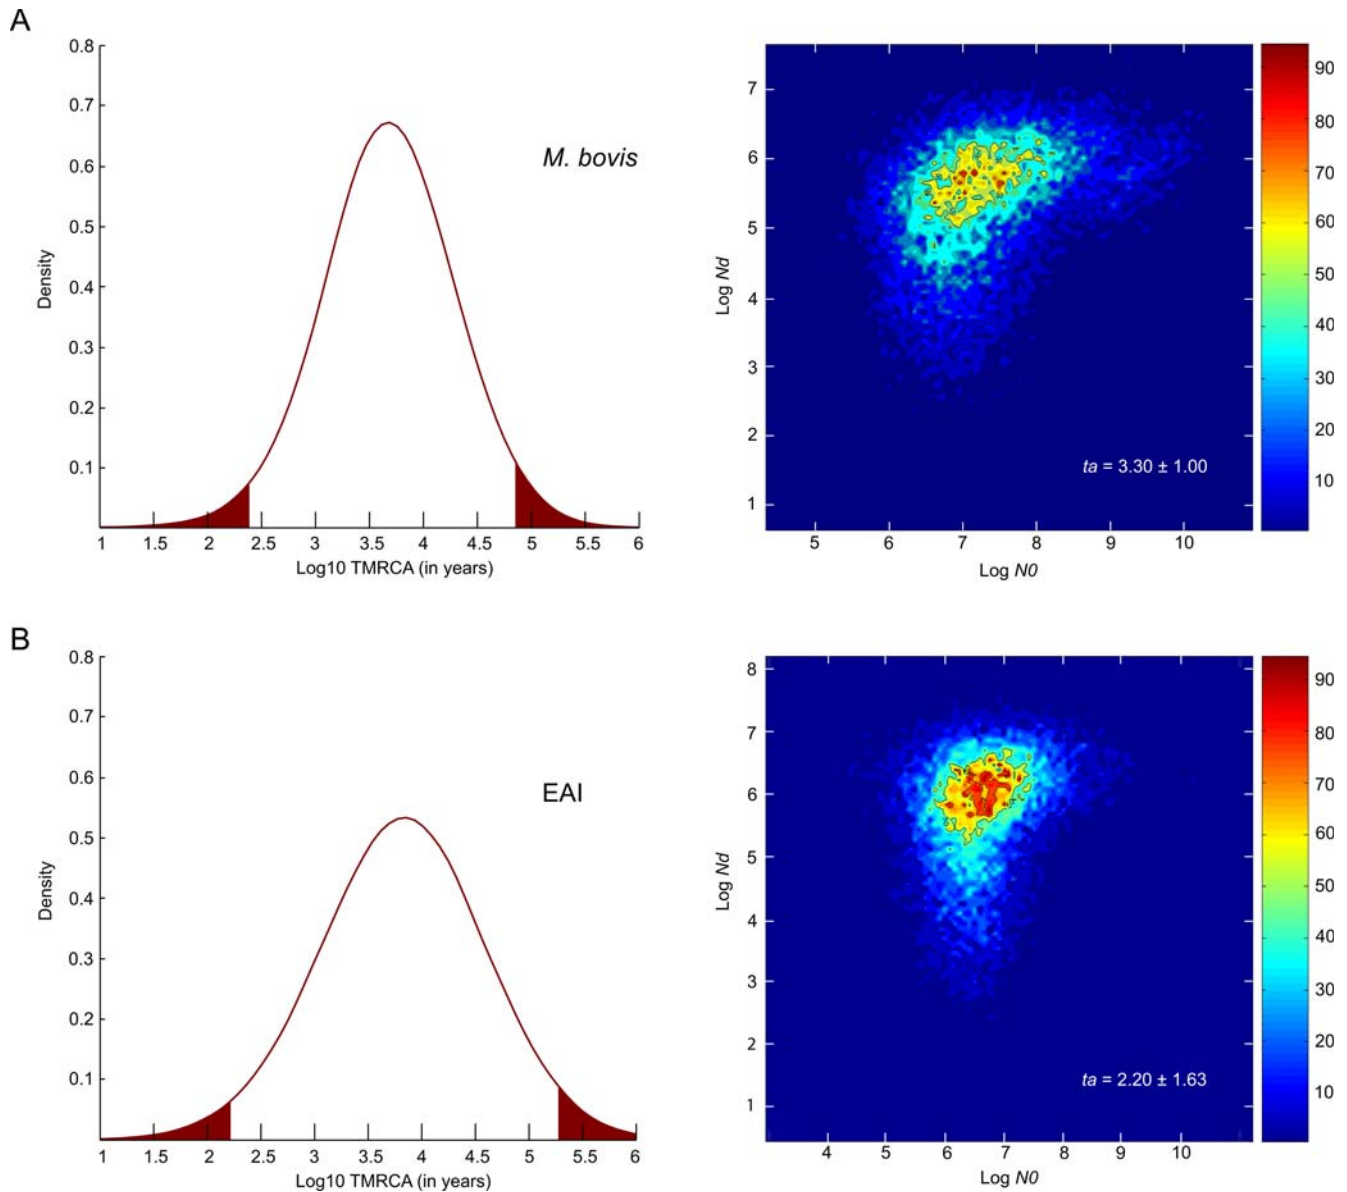 A
0.8
0.7
0.6
0.5
0.4
0.3
0.2
0.1
Density
M. bovis
1 1.5 2 2.5 3 3.5 4 4.5 5 5.5 6
Log10 TMRCA (in years)
7
6
5
4
3
2
1
Log Nd
ta = 3.30 ± 1.00
5 6 7 8 9 10
Log N0
90
80
70
60
50
40
30
20
10
B
0.8
0.7
0.6
0.5
0.4
0.3
0.2
0.1
Density
EAI
1 1.5 2 2.5 3 3.5 4 4.5 5 5.5 6
Log10 TMRCA (in years)
8
7
6
5
4
3
2
1
Log Nd
ta = 2.20 ± 1.63
4 5 6 7 8 9 10
Log N0
90
80
70
60
50
40
30
20
10